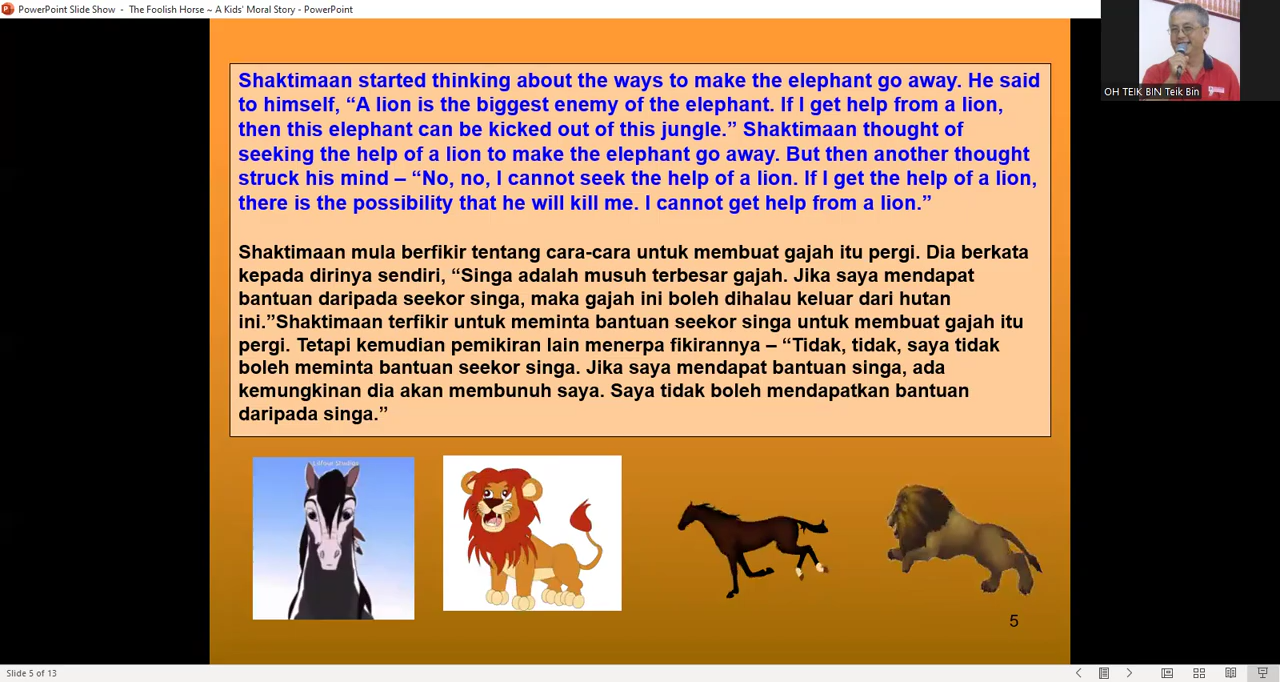 PowerPoint Slide Show - The Foolish Horse ~ A Kids' Moral Story - PowerPoint
OH TEIK BIN Teik Bin
Shaktimaan started thinking about the ways to make the elephant go away. He said
to himself, “A lion is the biggest enemy of the elephant. If I get help from a lion,
then this elephant can be kicked out of this jungle.” Shaktimaan thought of
seeking the help of a lion to make the elephant go away. But then another thought
struck his mind – “No, no, I cannot seek the help of a lion. If I get the help of a lion,
there is the possibility that he will kill me. I cannot get help from a lion.”
Shaktimaan mula berfikir tentang cara-cara untuk membuat gajah itu pergi. Dia berkata
kepada dirinya sendiri, “Singa adalah musuh terbesar gajah. Jika saya mendapat
bantuan daripada seekor singa, maka gajah ini boleh dihalau keluar dari hutan
ini.”Shaktimaan terfikir untuk meminta bantuan seekor singa untuk membuat gajah itu
pergi. Tetapi kemudian pemikiran lain menerpa fikirannya – “Tidak, tidak, saya tidak
boleh meminta bantuan seekor singa. Jika saya mendapat bantuan singa, ada
kemungkinan dia akan membunuh saya. Saya tidak boleh mendapatkan bantuan
daripada singa.”
5
Slide 5 of 13